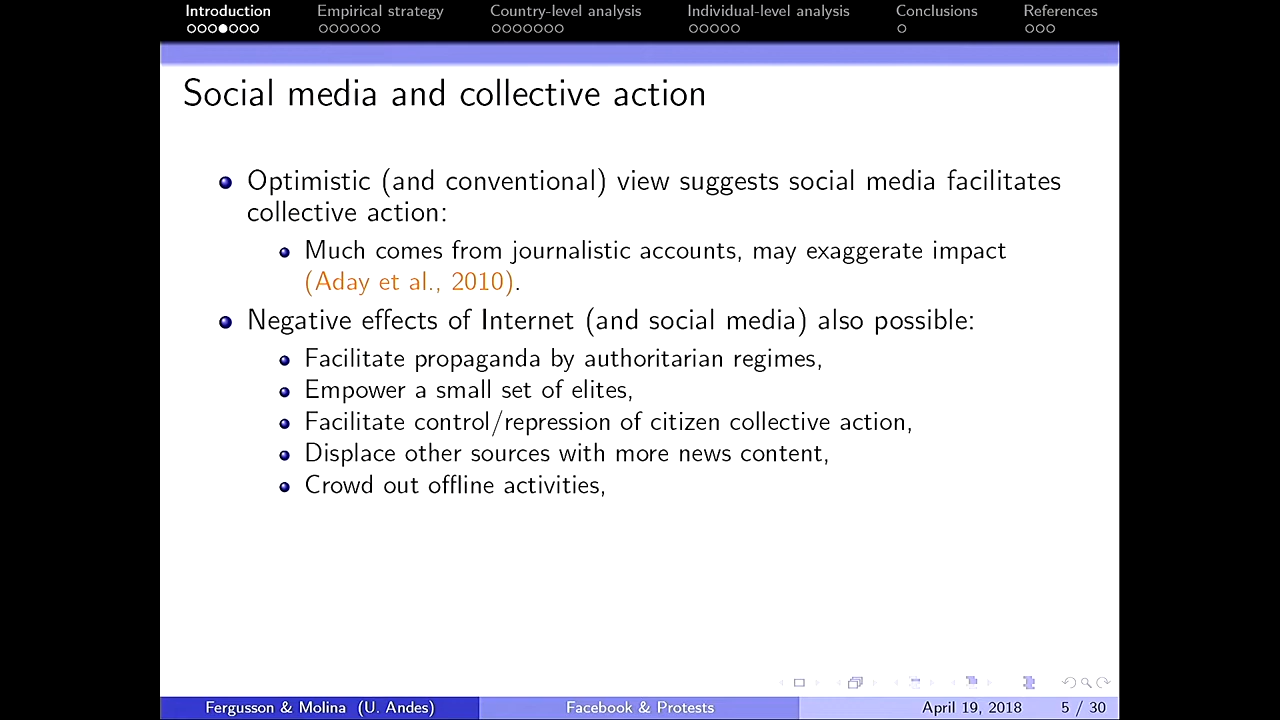 Introduction Empirical strategy Country-level analysis Individual-level analysis Conclusions References
Social media and collective action
Optimistic (and conventional) view suggests social media facilitates
collective action:
Much comes from journalistic accounts, may exaggerate impact
(Aday et al., 2010).
Negative effects of Internet (and social media) also possible:
Facilitate propaganda by authoritarian regimes,
Empower a small set of elites,
Facilitate control/repression of citizen collective action,
Displace other sources with more news content,
Crowd out offline activities,
Fergusson & Molina (U. Andes) Facebook & Protests April 19, 2018 5 / 30